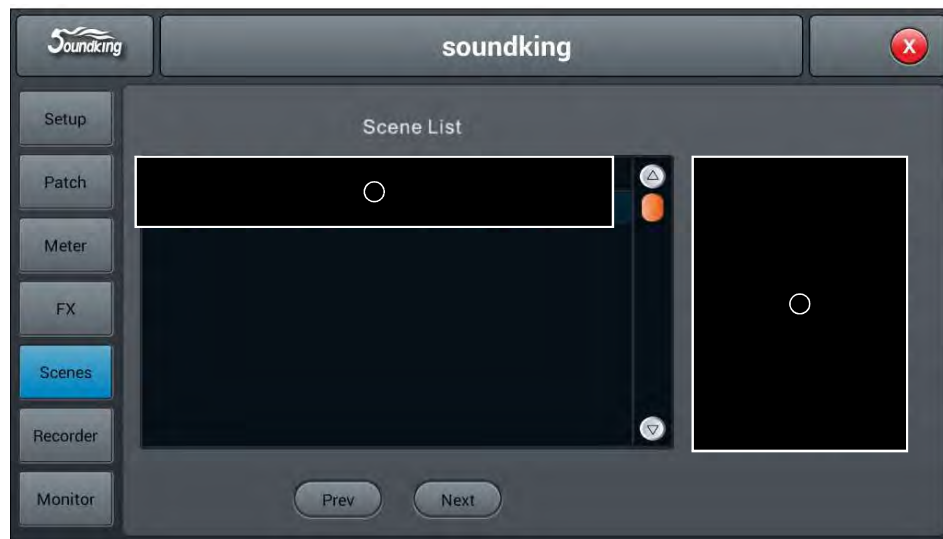 Soundking
soundking
X
Setup
Scene List
Patch
Meter
FX
Scenes
Recorder
Monitor
Prev
Next